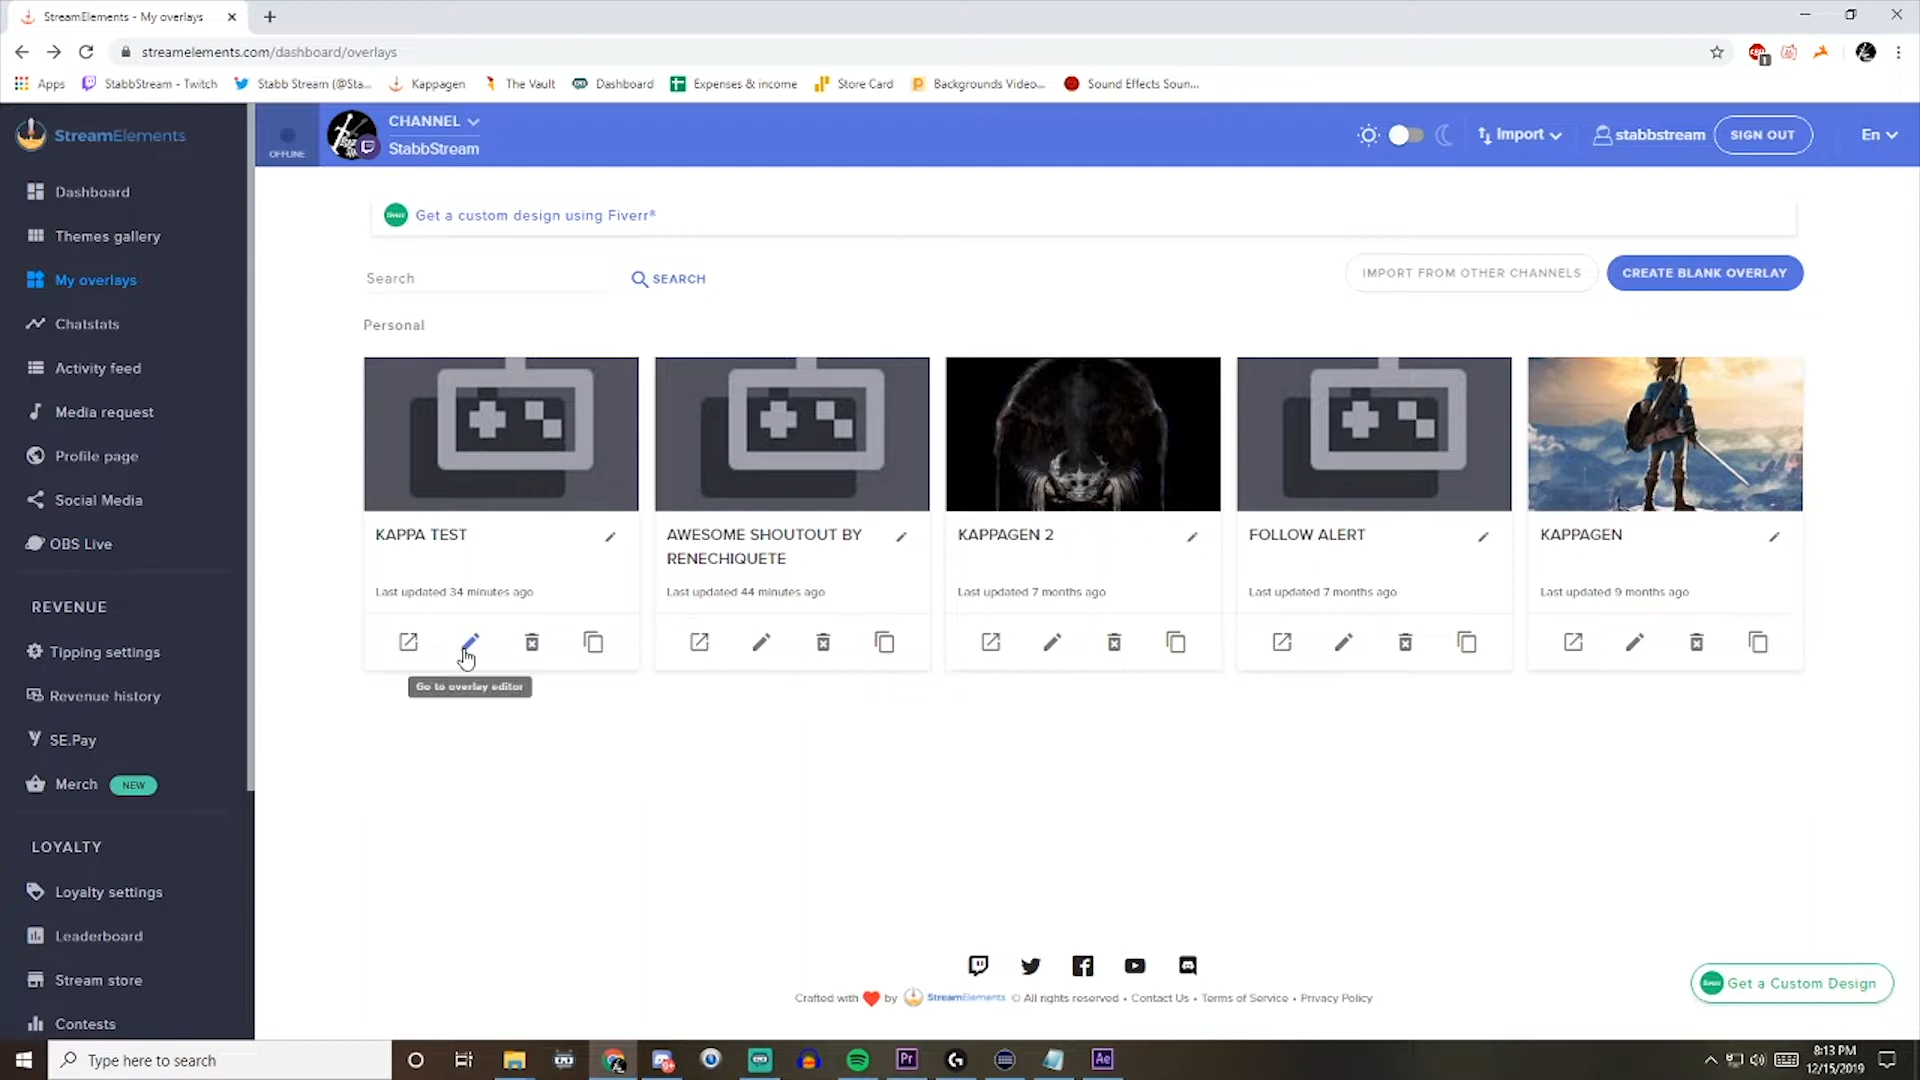 StreamElements - My overlays
streamelements.com/dashboard/overlays
Apps StabbStream - Twitch Stabb Stream (@Sta... Kappagen The Vault Dashboard Expenses & income Store Card Backgrounds Video... Sound Effects Soun...
StreamElements
OFFLINE
CHANNEL
StabbStream
Import
stabbstream
SIGN OUT
En
Dashboard
Themes gallery
My overlays
Chatstats
Activity feed
Media request
Profile page
Social Media
OBS Live
REVENUE
Tipping settings
Revenue history
SE.Pay
Merch NEW
LOYALTY
Loyalty settings
Leaderboard
Stream store
Contests
Get a custom design using Fiverr®
Search
SEARCH
IMPORT FROM OTHER CHANNELS
CREATE BLANK OVERLAY
Personal
KAPPA TEST
Last updated 34 minutes ago
Go to overlay editor
AWESOME SHOUTOUT BY
RENECHIQUETE
Last updated 44 minutes ago
KAPPAGEN 2
Last updated 7 months ago
FOLLOW ALERT
Last updated 7 months ago
KAPPAGEN
Last updated 9 months ago
Crafted with by StreamElements © All rights reserved • Contact Us • Terms of Service • Privacy Policy
Get a Custom Design
Type here to search
Pr
Ae
8:13 PM
12/15/2019